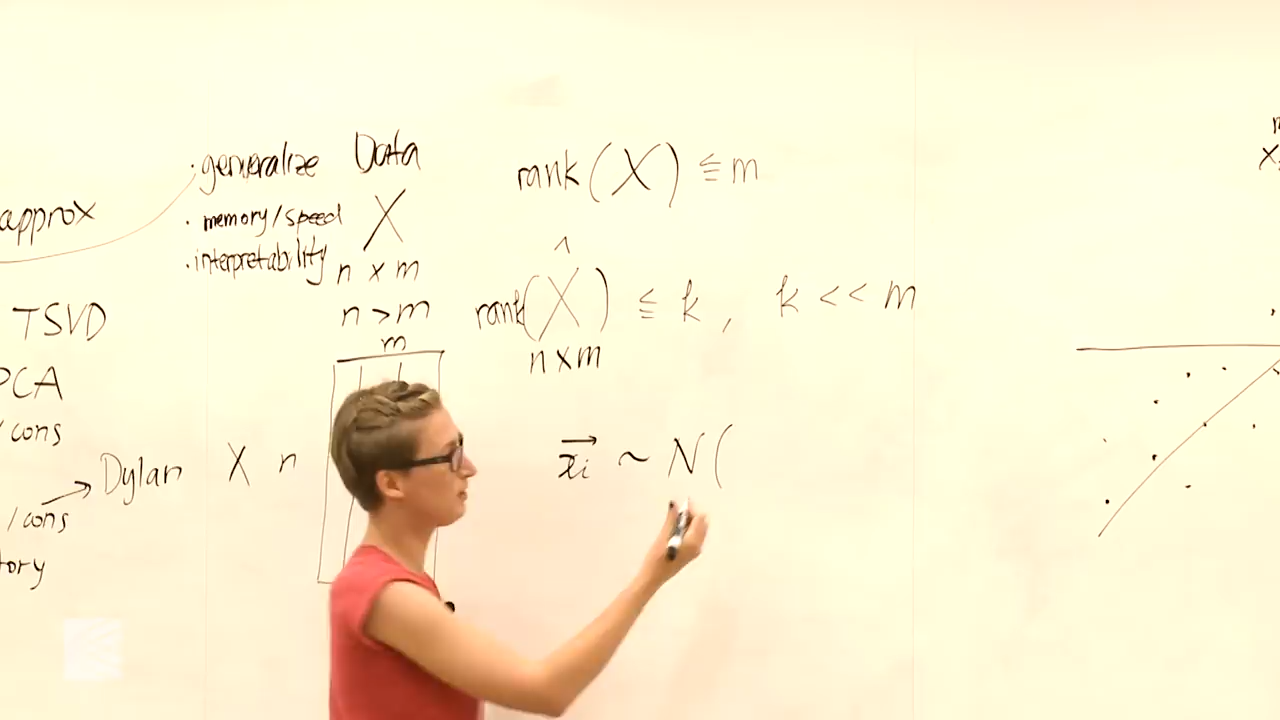 approx
TSVD
PCA
/cons
/cons
tory
Dylan
· generalize
· memory/speed
· interpretability
Data
X
n x m
n > m
m
X n
rank(X) ≤ m
rank(X̂) ≤ k, k << m
n x m
x⃗i ~ N(